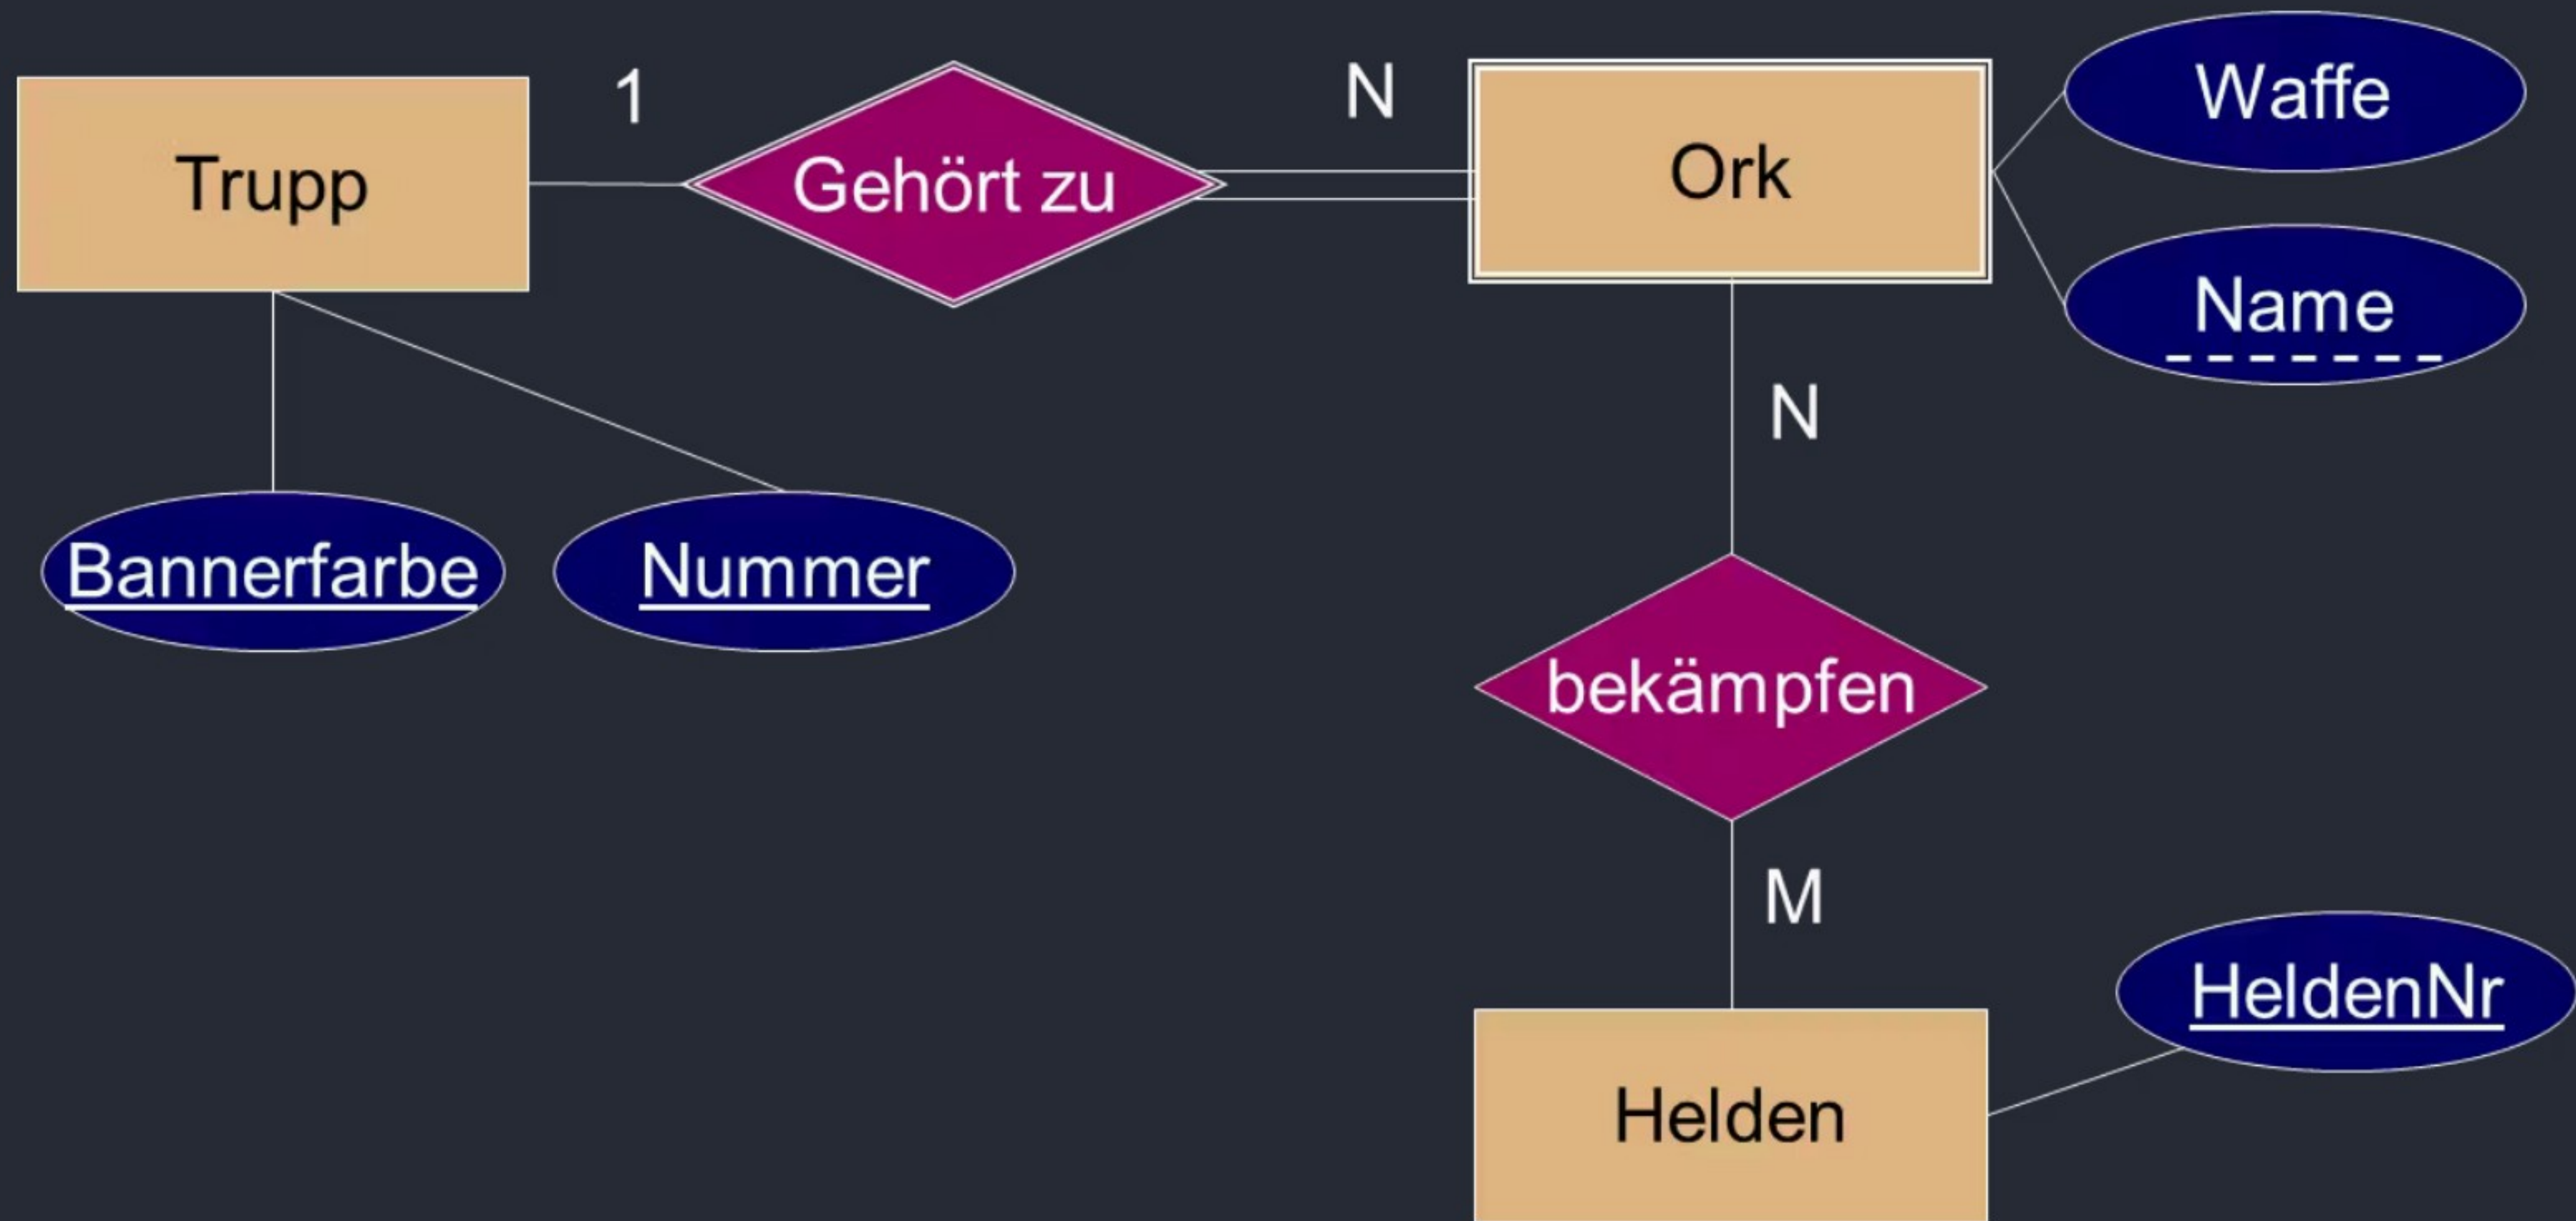 1
N
Waffe
Trupp
Gehört zu
Ork
Name
N
Bannerfarbe
Nummer
bekämpfen
M
HeldenNr
Helden